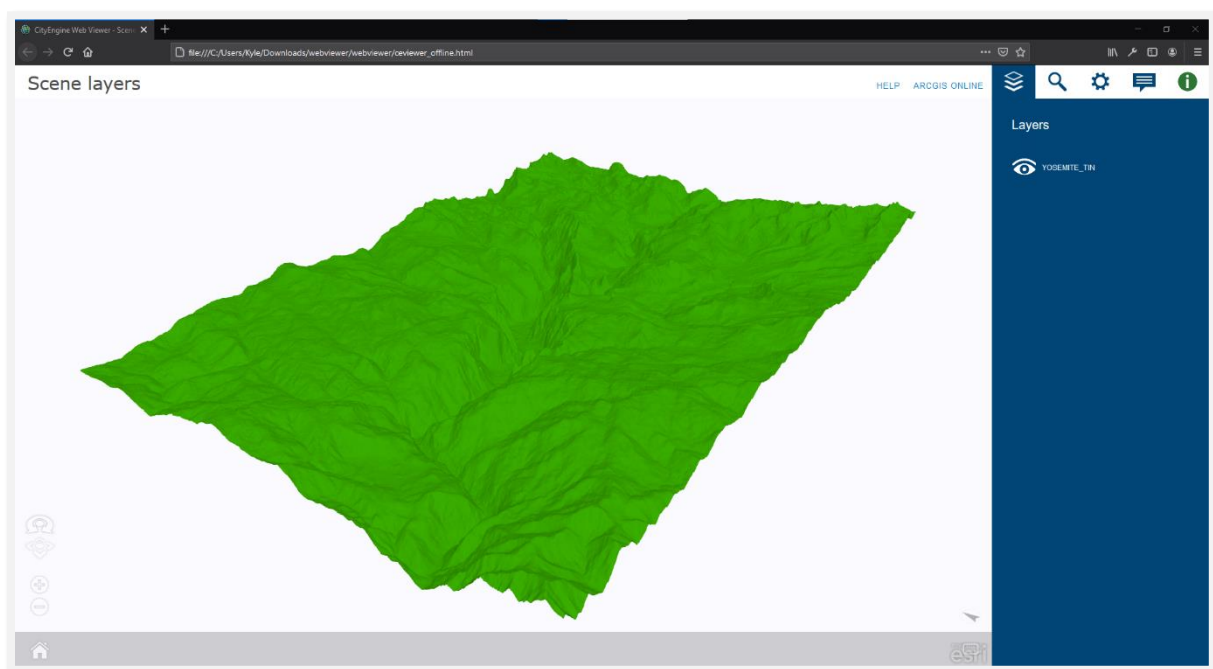 CityEngine Web Viewer - Scen
file:///C:/Users/Kyle/Downloads/webviewer/webviewer/ceviewer_offline.html
Scene layers
HELP ARCGIS ONLINE
Layers
YOSEMITE_TIN
esri